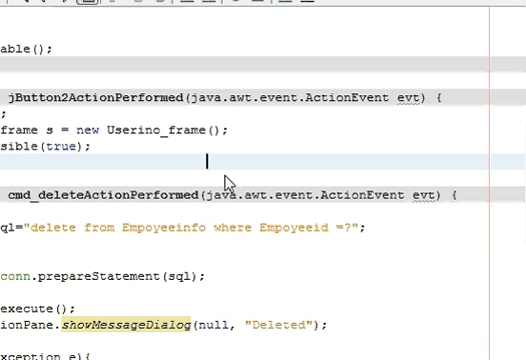 able();
jButton2ActionPerformed(java.awt.event.ActionEvent evt) {
;
frame s = new Userino_frame();
sible(true);
cmd_deleteActionPerformed(java.awt.event.ActionEvent evt) {
ql="delete from Empoyeeinfo where Empoyeeid =?";
conn.prepareStatement(sql);
execute();
ionPane.showMessageDialog(null, "Deleted");
xception e){